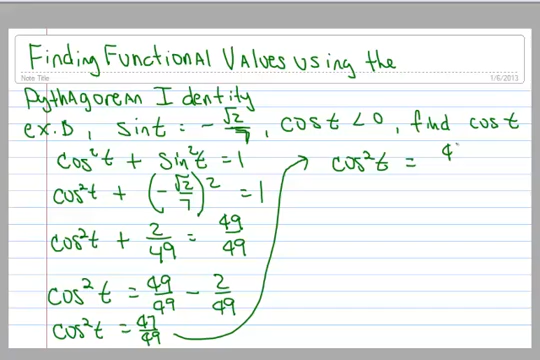 Finding Functional Values using the
Note Title
1/6/2013
Pythagorean Identity
ex.D, sin t = -√2/7, cos t < 0, find cos t
cos²t + sin²t = 1
cos²t + (-√2/7)² = 1
cos²t + 2/49 = 49/49
cos²t = 49/49 - 2/49
cos²t = 47/49
cos²t = 4